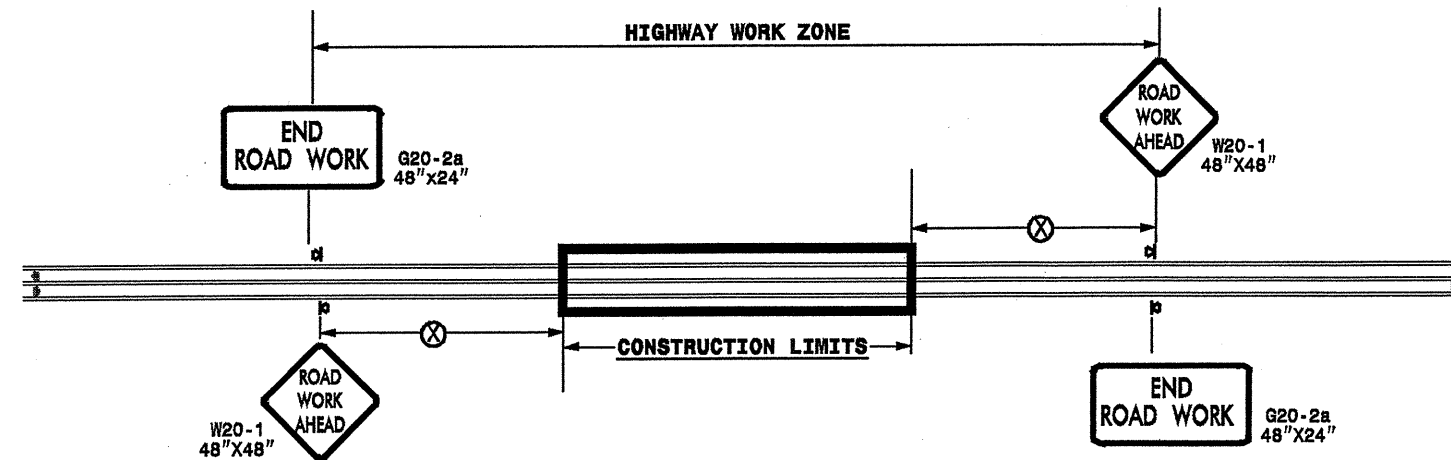 HIGHWAY WORK ZONE
END
ROAD WORK
G20-2a
48"X24"
ROAD
WORK
AHEAD
W20-1
48"X48"
X
X
CONSTRUCTION LIMITS
ROAD
WORK
AHEAD
W20-1
48"X48"
END
ROAD WORK
G20-2a
48"X24"